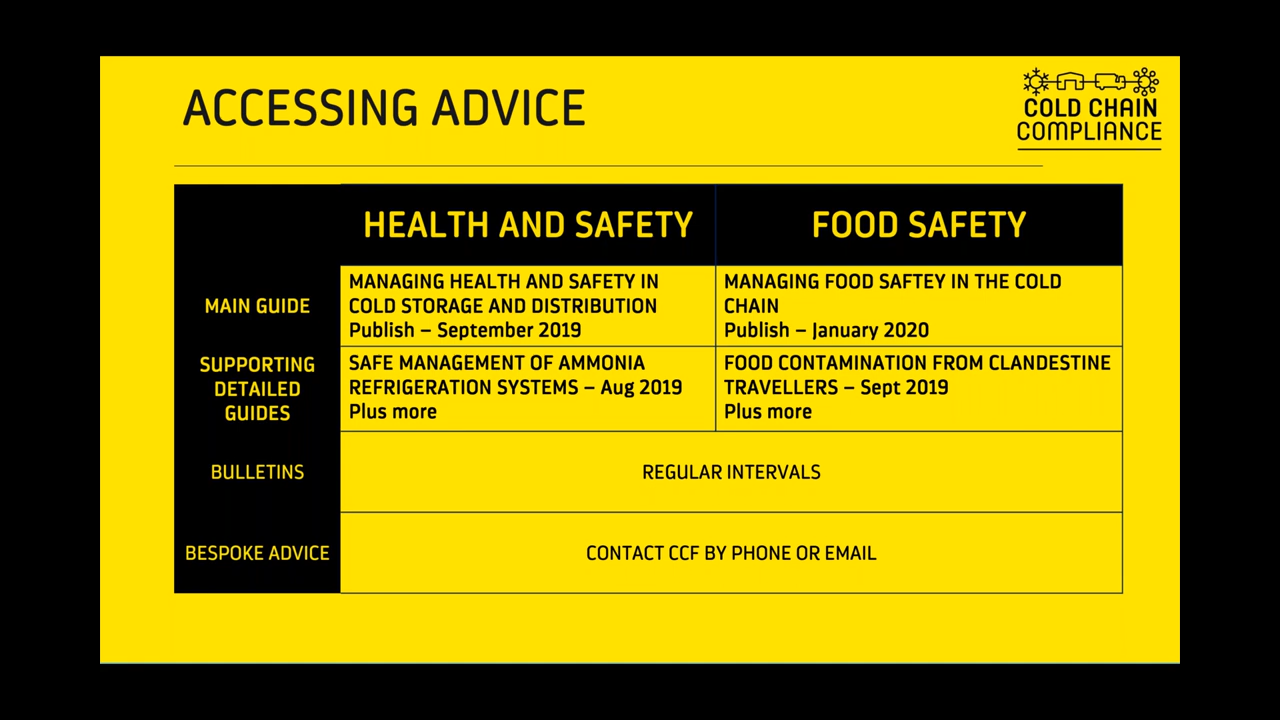 ACCESSING ADVICE
COLD CHAIN
COMPLIANCE
HEALTH AND SAFETY
FOOD SAFETY
MAIN GUIDE
MANAGING HEALTH AND SAFETY IN
COLD STORAGE AND DISTRIBUTION
Publish – September 2019
MANAGING FOOD SAFTEY IN THE COLD
CHAIN
Publish – January 2020
SUPPORTING
DETAILED
GUIDES
SAFE MANAGEMENT OF AMMONIA
REFRIGERATION SYSTEMS – Aug 2019
Plus more
FOOD CONTAMINATION FROM CLANDESTINE
TRAVELLERS – Sept 2019
Plus more
BULLETINS
REGULAR INTERVALS
BESPOKE ADVICE
CONTACT CCF BY PHONE OR EMAIL